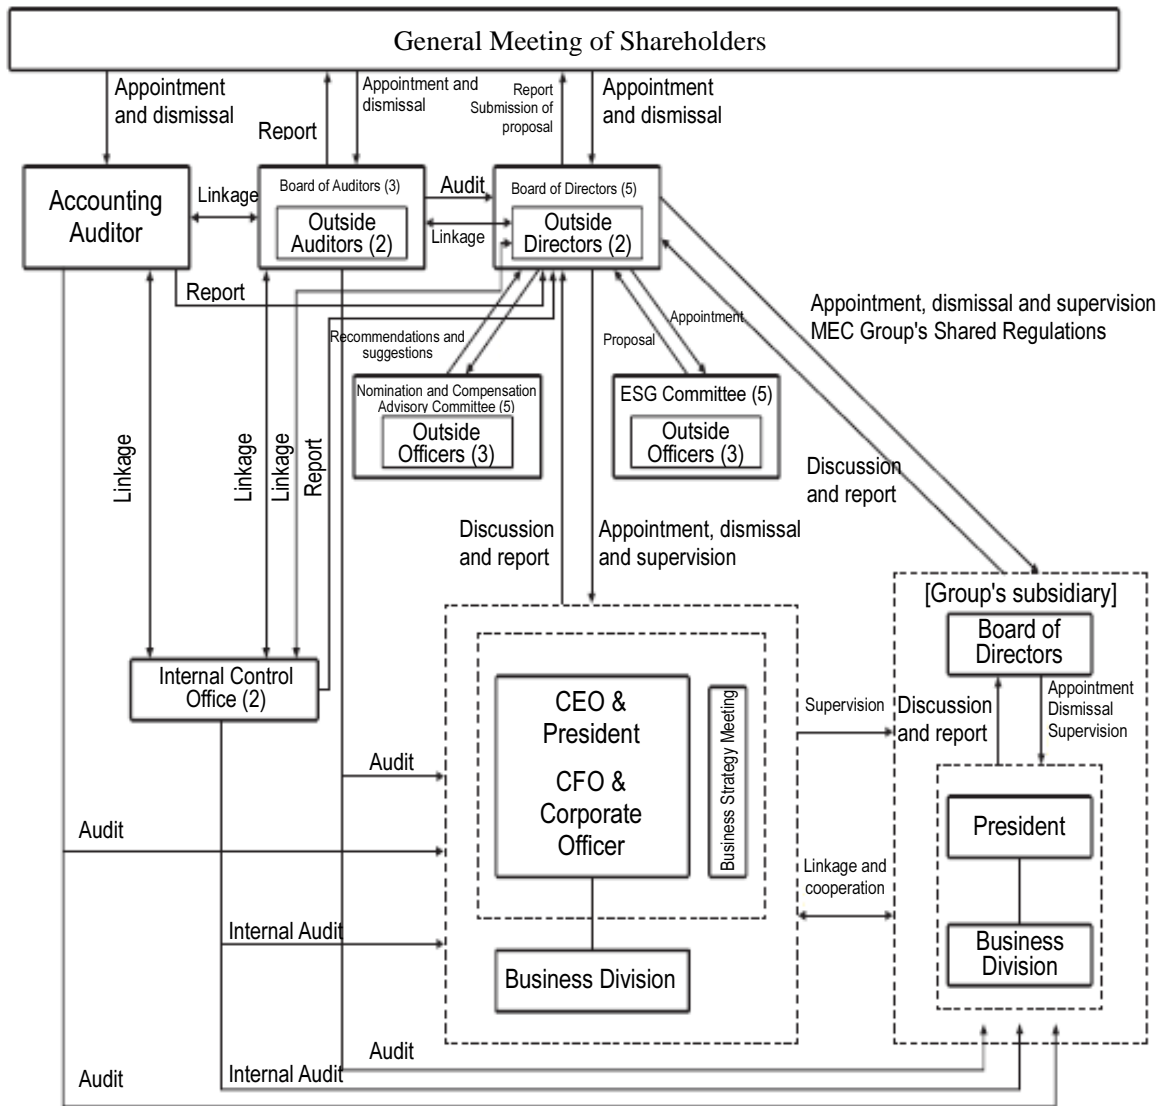 General Meeting of Shareholders
Appointment
and dismissal
Report
Appointment and
dismissal
Report
Submission of
proposal
Appointment
and dismissal
Accounting
Auditor
Linkage
Board of Auditors (3)
Outside
Auditors (2)
Audit
Linkage
Board of Directors (5)
Outside
Directors (2)
Report
Recommendations and
suggestions
Appointment
Proposal
Appointment, dismissal and supervision
MEC Group's Shared Regulations
Nomination and Compensation
Advisory Committee (5)
Outside
Officers (3)
ESG Committee (5)
Outside
Officers (3)
Linkage
Linkage
Linkage
Report
Discussion
and report
Discussion
and report
Appointment, dismissal
and supervision
[Group's subsidiary]
Board of
Directors
Internal Control
Office (2)
CEO &
President
CFO &
Corporate
Officer
Business Strategy Meeting
Supervision
Discussion
and report
Appointment
Dismissal
Supervision
Audit
Audit
President
Linkage and
cooperation
Internal Audit
Business Division
Business
Division
Audit
Internal Audit
Audit